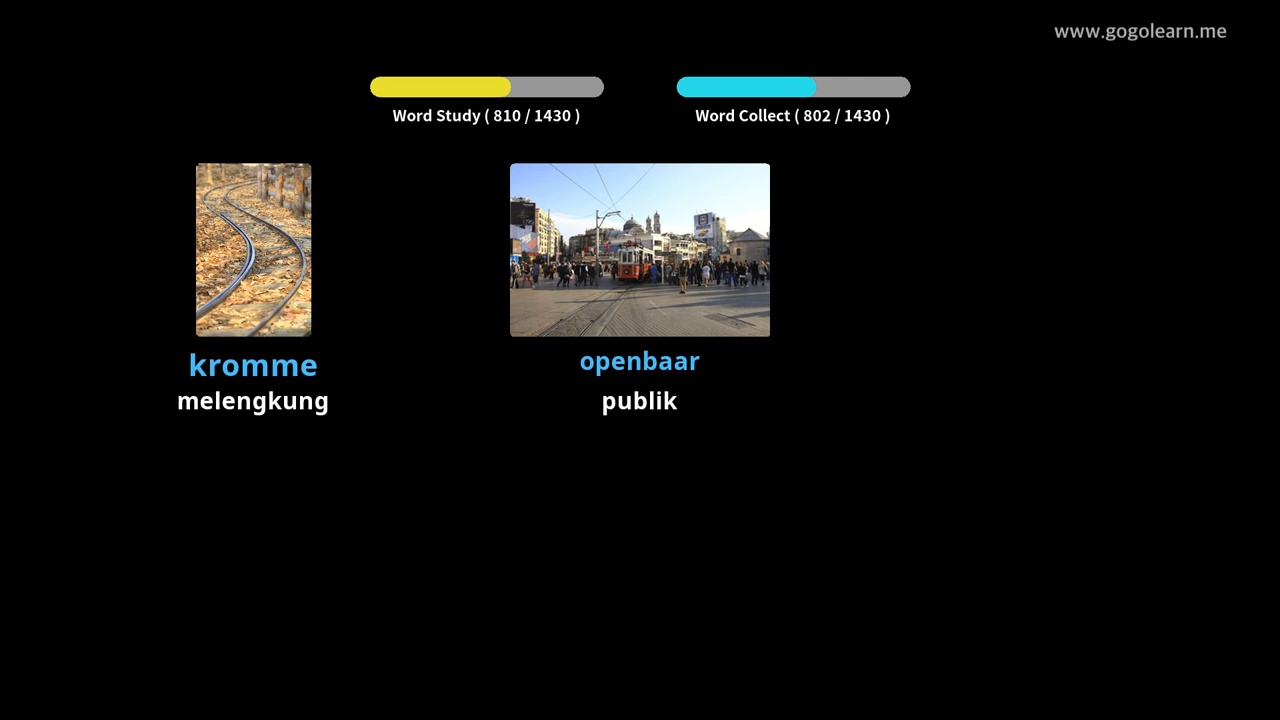 www.gogolearn.me
Word Study ( 810 / 1430 )
Word Collect ( 802 / 1430 )
kromme
melengkung
openbaar
publik